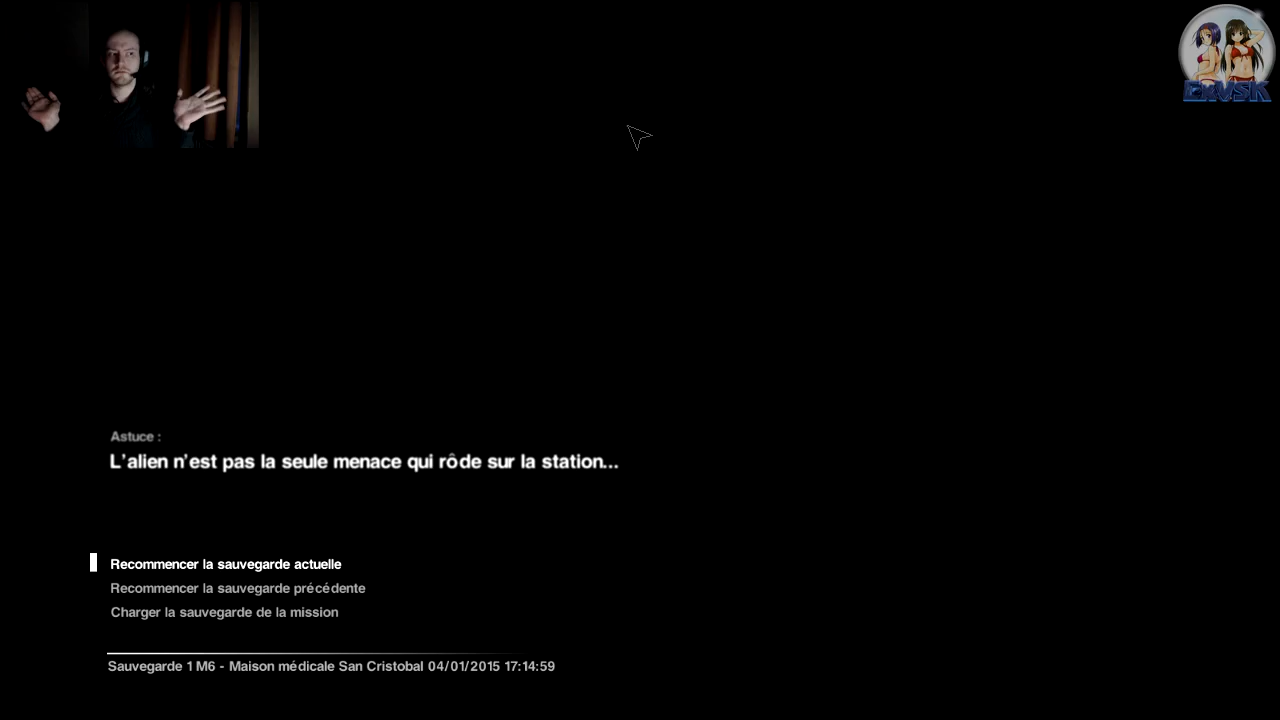 EXVSK
Astuce :
L'alien n'est pas la seule menace qui rôde sur la station...
Recommencer la sauvegarde actuelle
Recommencer la sauvegarde précédente
Charger la sauvegarde de la mission
Sauvegarde 1 M6 - Maison médicale San Cristobal 04/01/2015 17:14:59